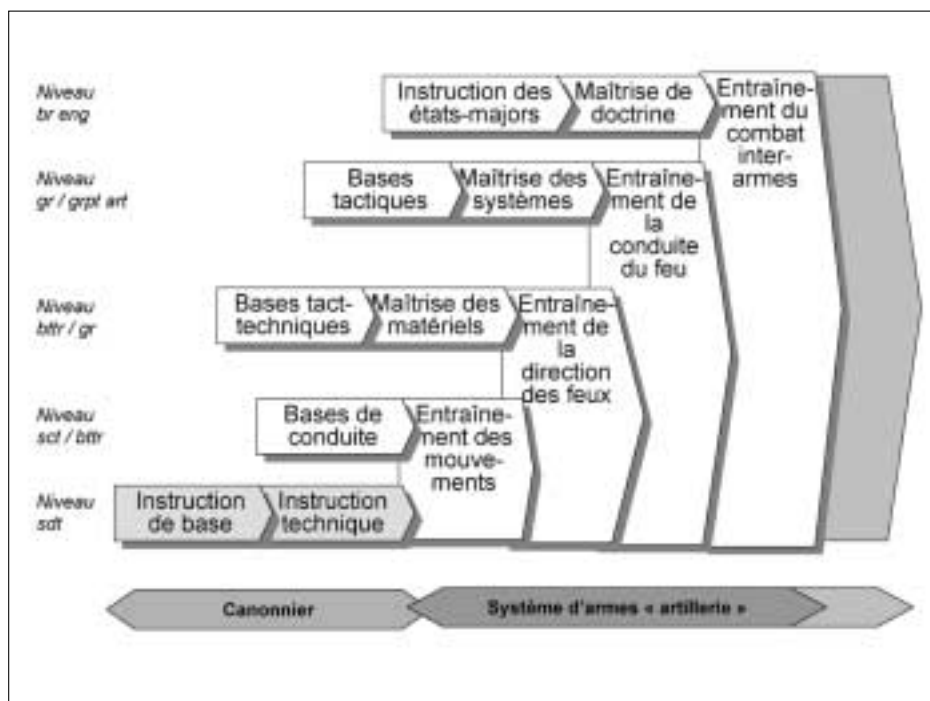 Niveau
br eng
Instruction des
états-majors
Maîtrise de
doctrine
Entraîne-
ment du
combat
inter-
armes
Niveau
gr / grpt art
Bases
tactiques
Maîtrise des
systèmes
Entraîne-
ment de
la
conduite
du feu
Niveau
bttr / gr
Bases tact-
techniques
Maîtrise des
matériels
Entraîne-
ment de
la
direction
des feux
Niveau
sct / bttr
Bases de
conduite
Entraîne-
ment des
mouve-
ments
Niveau
sdt
Instruction
de base
Instruction
technique
Canonnier
Système d'armes « artillerie »